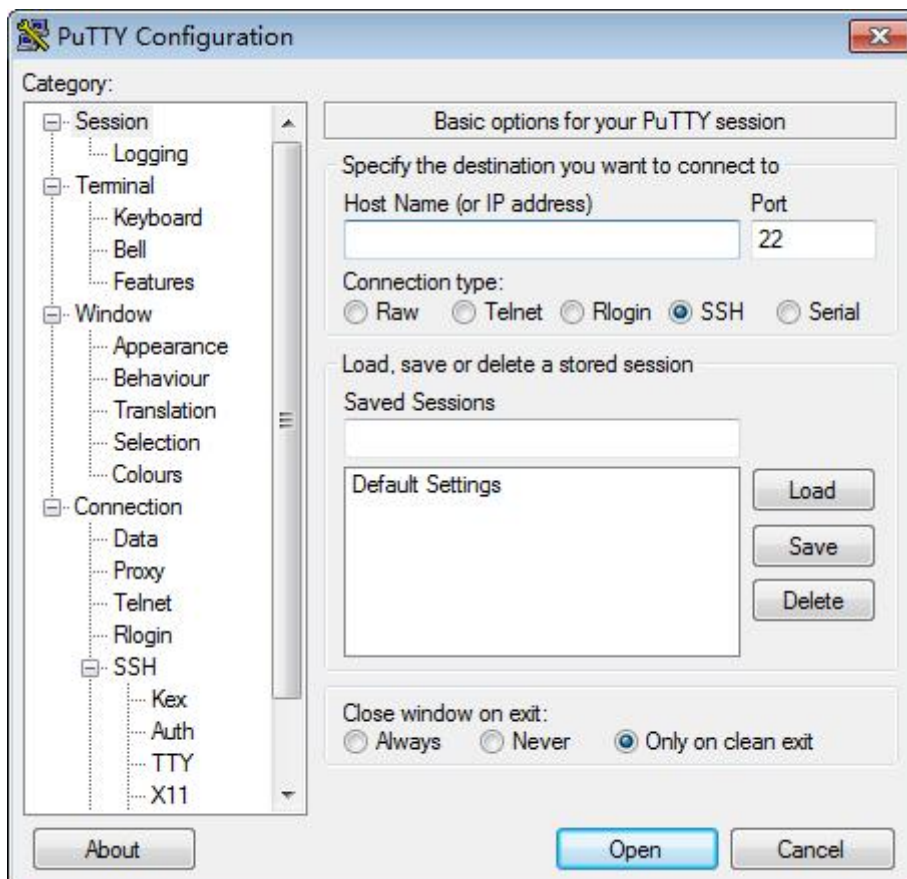 PuTTY Configuration
Category:
Session
Logging
Terminal
Keyboard
Bell
Features
Window
Appearance
Behaviour
Translation
Selection
Colours
Connection
Data
Proxy
Telnet
Rlogin
SSH
Kex
Auth
TTY
X11
Basic options for your PuTTY session
Specify the destination you want to connect to
Host Name (or IP address) Port
22
Connection type:
Raw Telnet Rlogin SSH Serial
Load, save or delete a stored session
Saved Sessions
Default Settings
Load
Save
Delete
Close window on exit:
Always Never Only on clean exit
About Open Cancel